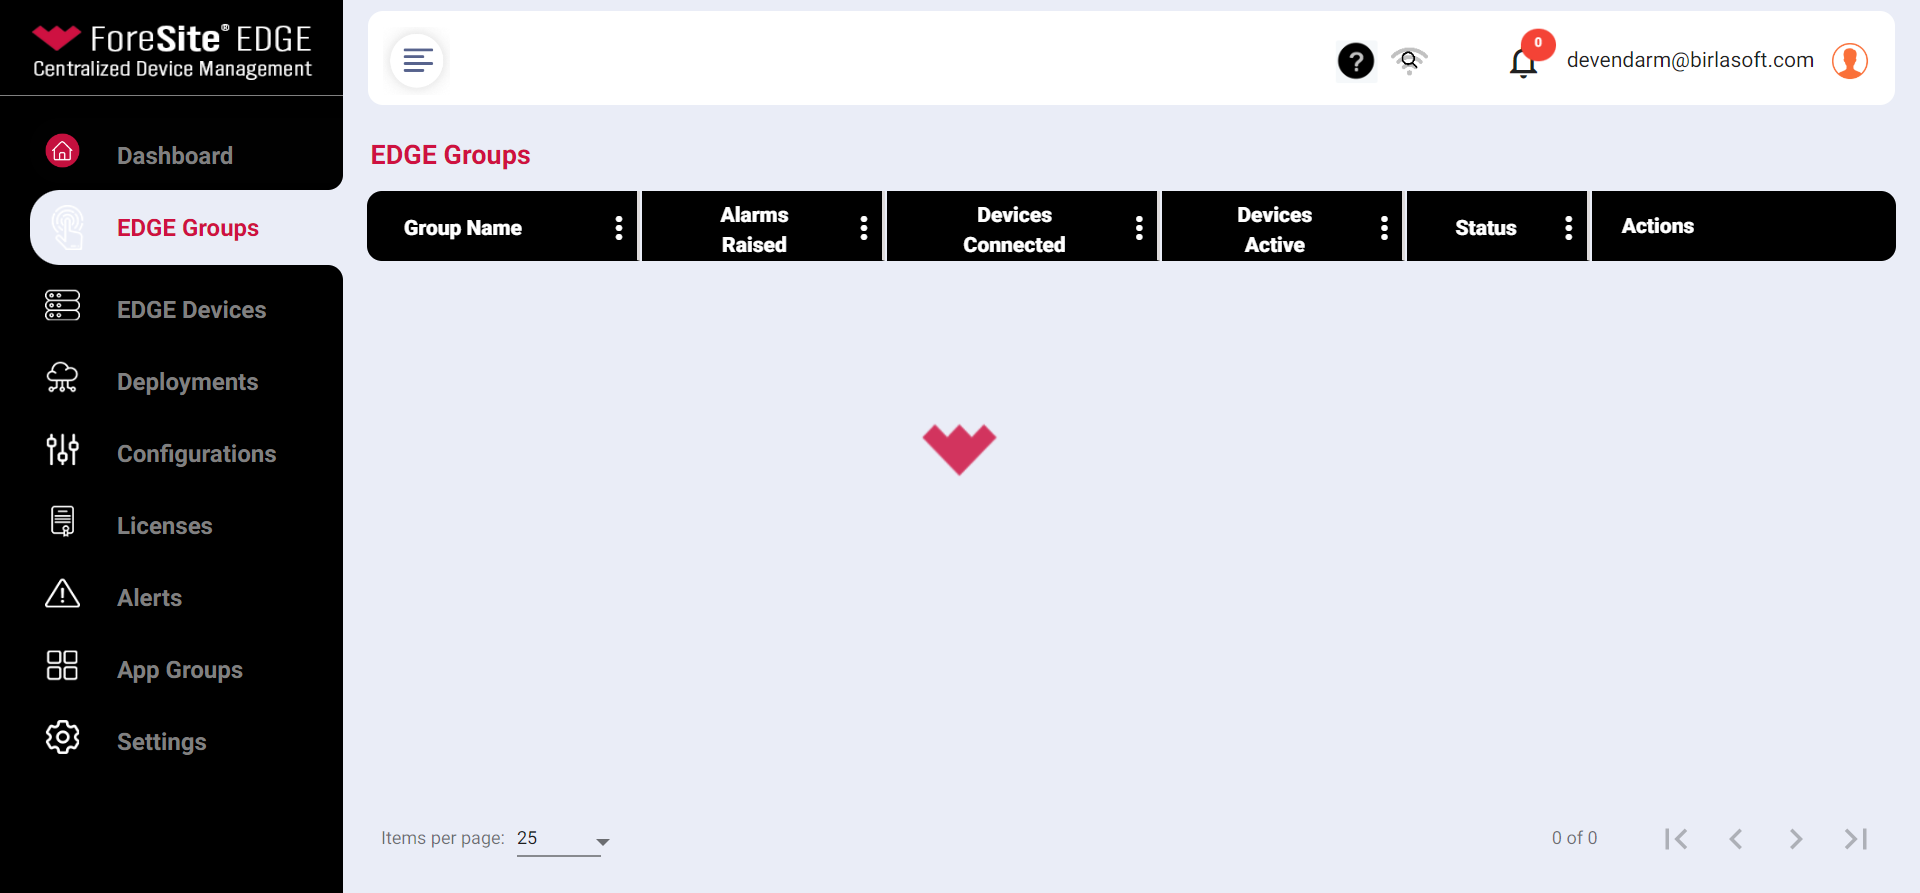 ForeSite® EDGE
Centralized Device Management
Dashboard
EDGE Groups
EDGE Devices
Deployments
Configurations
Licenses
Alerts
App Groups
Settings
?
0
devendarm@birlasoft.com
EDGE Groups
Group Name
Alarms
Raised
Devices
Connected
Devices
Active
Status
Actions
Items per page: 25
0 of 0